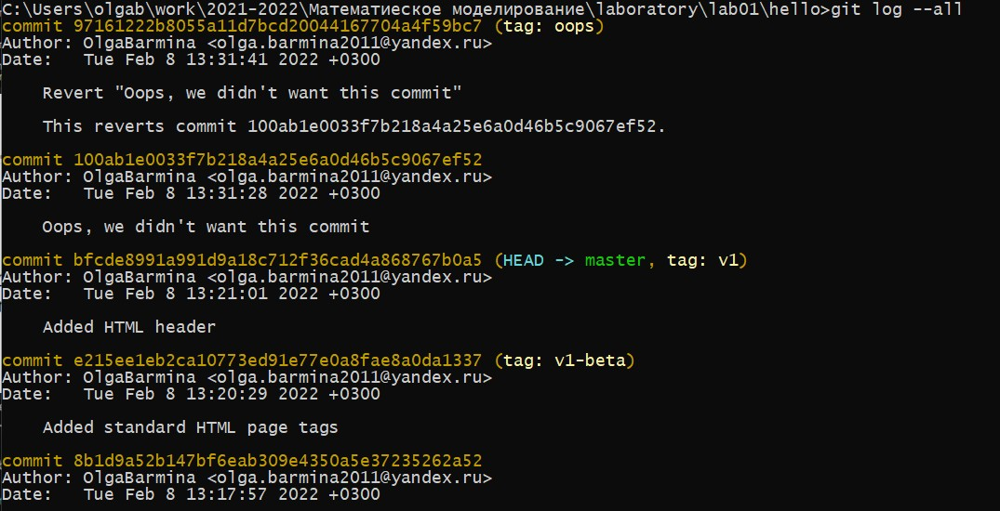 C:\Users\olgab\work\2021-2022\Математиеское моделирование\laboratory\lab01\hello>git log --all
commit 97161222b8055a11d7bcd20044167704a4f59bc7 (tag: oops)
Author: OlgaBarmina <olga.barmina2011@yandex.ru>
Date:   Tue Feb 8 13:31:41 2022 +0300
    Revert "Oops, we didn't want this commit"
    This reverts commit 100ab1e0033f7b218a4a25e6a0d46b5c9067ef52.
commit 100ab1e0033f7b218a4a25e6a0d46b5c9067ef52
Author: OlgaBarmina <olga.barmina2011@yandex.ru>
Date:   Tue Feb 8 13:31:28 2022 +0300
    Oops, we didn't want this commit
commit bfcde8991a991d9a18c712f36cad4a868767b0a5 (HEAD -> master, tag: v1)
Author: OlgaBarmina <olga.barmina2011@yandex.ru>
Date:   Tue Feb 8 13:21:01 2022 +0300
    Added HTML header
commit e215ee1eb2ca10773ed91e77e0a8fae8a0da1337 (tag: v1-beta)
Author: OlgaBarmina <olga.barmina2011@yandex.ru>
Date:   Tue Feb 8 13:20:29 2022 +0300
    Added standard HTML page tags
commit 8b1d9a52b147bf6eab309e4350a5e37235262a52
Author: OlgaBarmina <olga.barmina2011@yandex.ru>
Date:   Tue Feb 8 13:17:57 2022 +0300